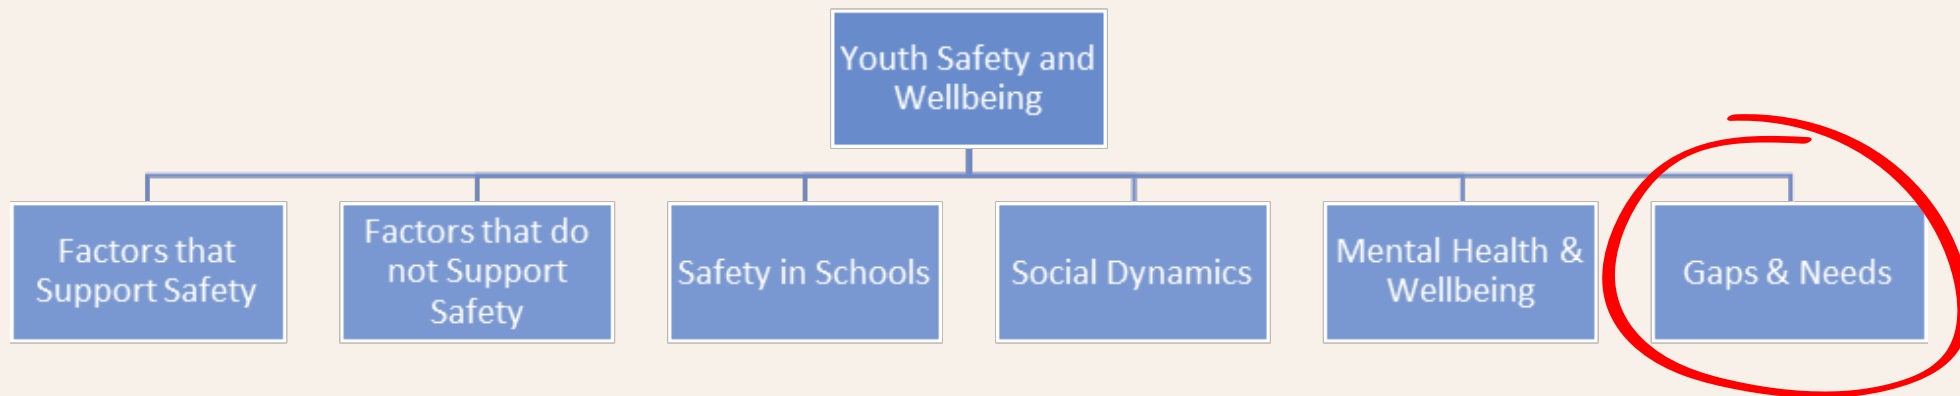 Youth Safety and
Wellbeing
Factors that
Support Safety
Factors that do
not Support
Safety
Safety in Schools
Social Dynamics
Mental Health &
Wellbeing
Gaps & Needs